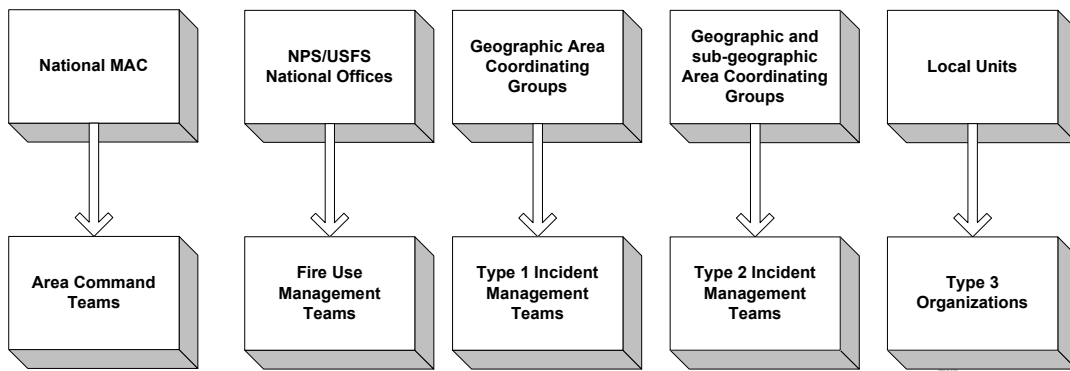 National MAC
NPS/USFS
National Offices
Geographic Area
Coordinating
Groups
Geographic and
sub-geographic
Area Coordinating
Groups
Local Units
Area Command
Teams
Fire Use
Management
Teams
Type 1 Incident
Management
Teams
Type 2 Incident
Management
Teams
Type 3
Organizations